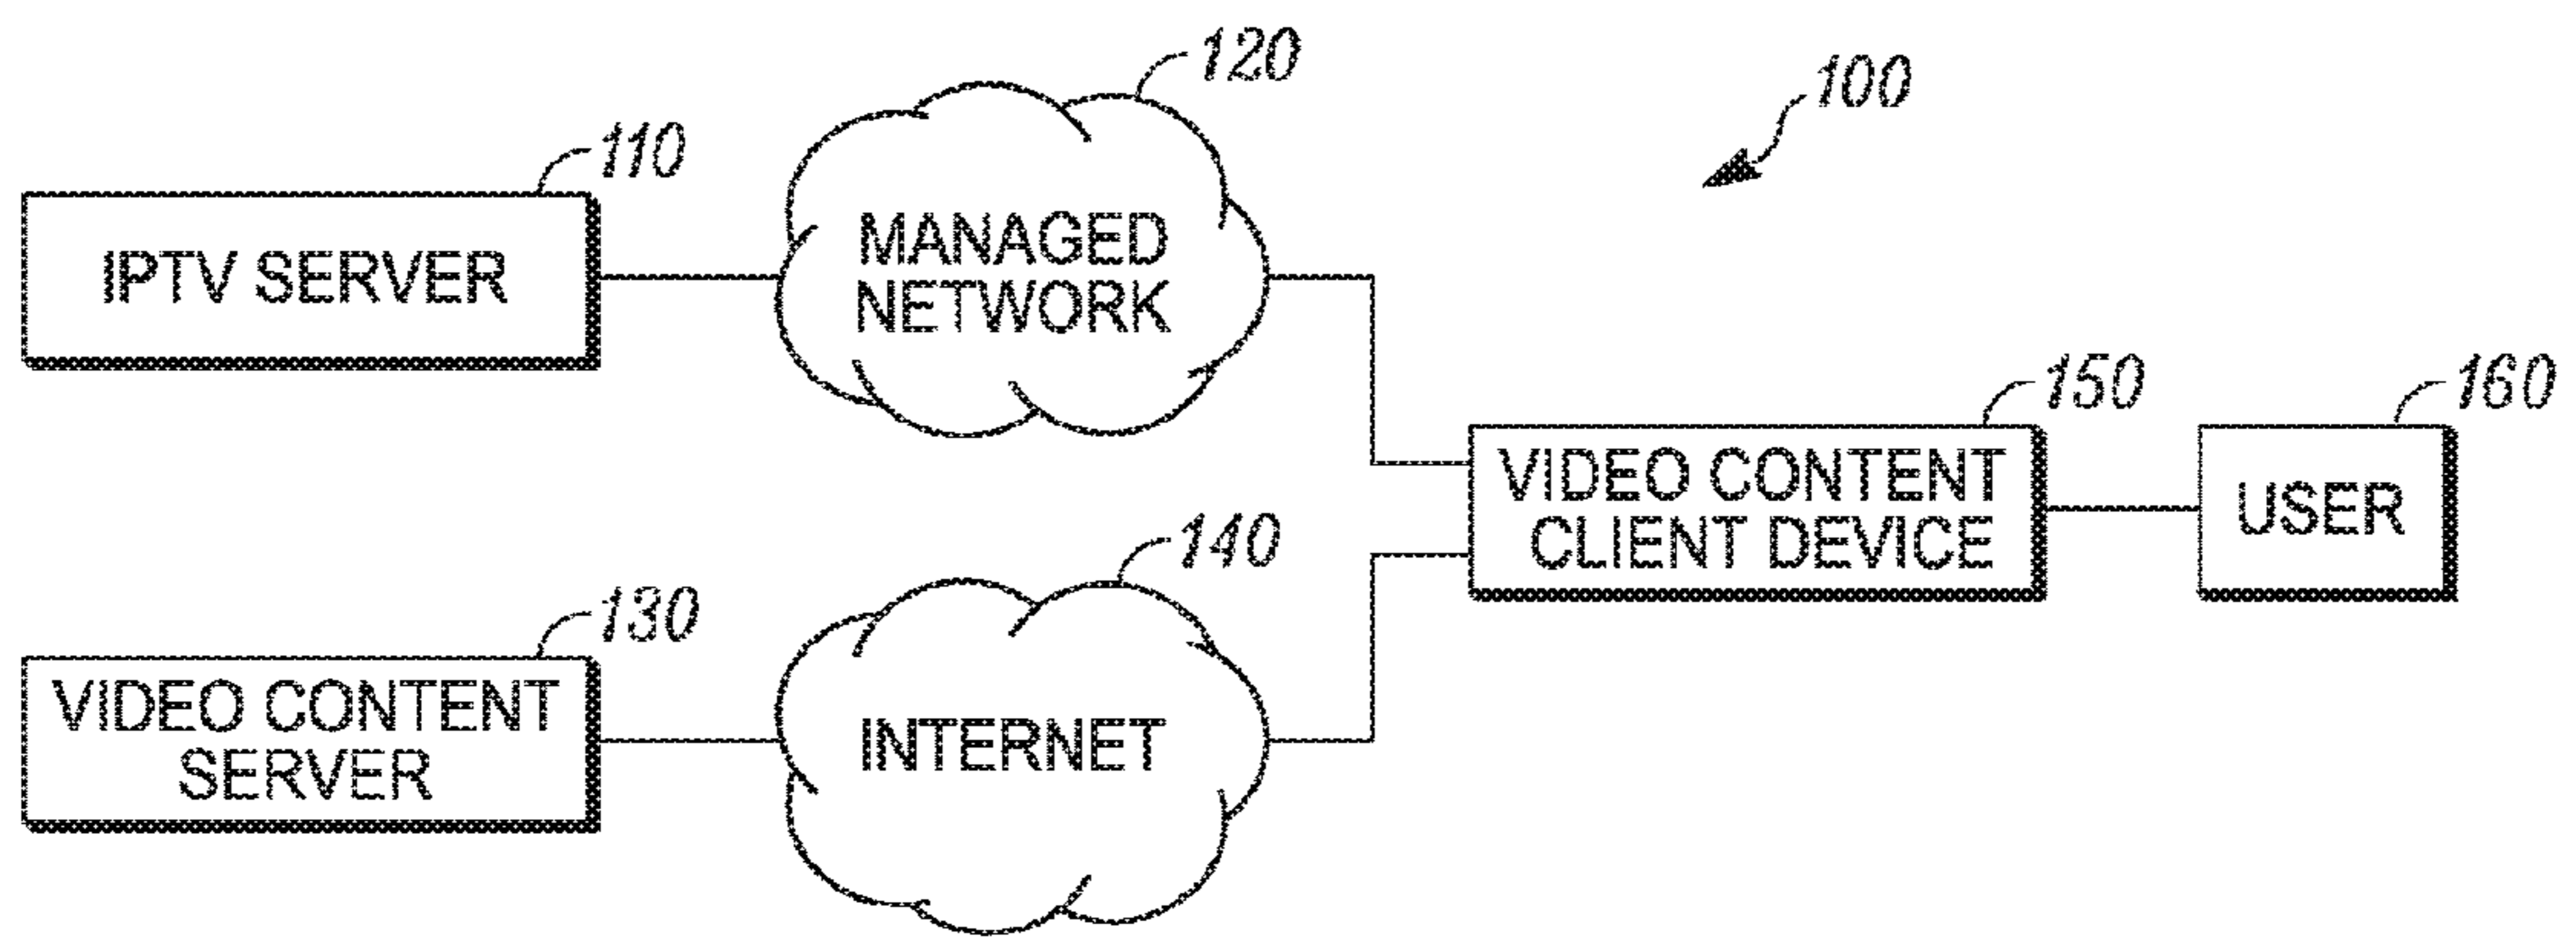 120
100
110
IPTV SERVER
MANAGED
NETWORK
150
160
VIDEO CONTENT
CLIENT DEVICE
USER
140
130
VIDEO CONTENT
SERVER
INTERNET